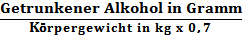 Getrunkener Alkohol in Gramm
Körpergewicht in kg x 0,7